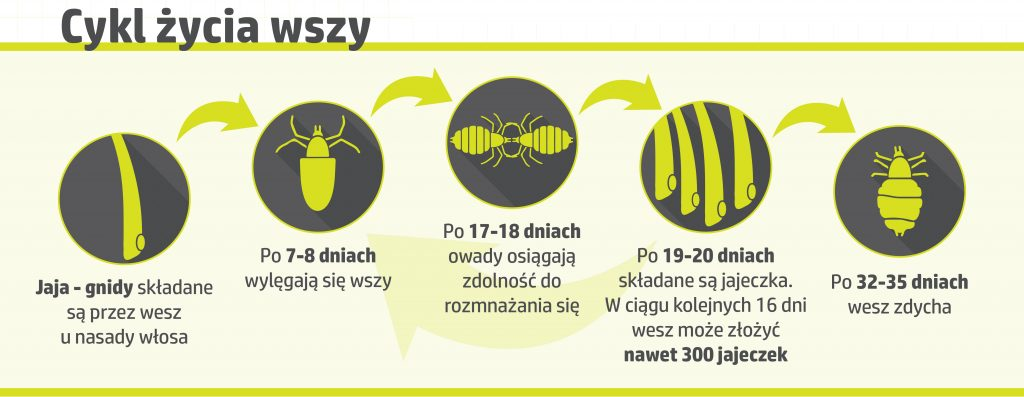 Cykl życia wszy
Jaja - gnidy składane
są przez wesz
u nasady włosa
Po 7-8 dniach
wylęgają się wszy
Po 17-18 dniach
owady osiągają
zdolność do
rozmnażania się
Po 19-20 dniach
składane są jajeczka.
W ciągu kolejnych 16 dni
wesz może złożyć
nawet 300 jajeczek
Po 32-35 dniach
wesz zdycha